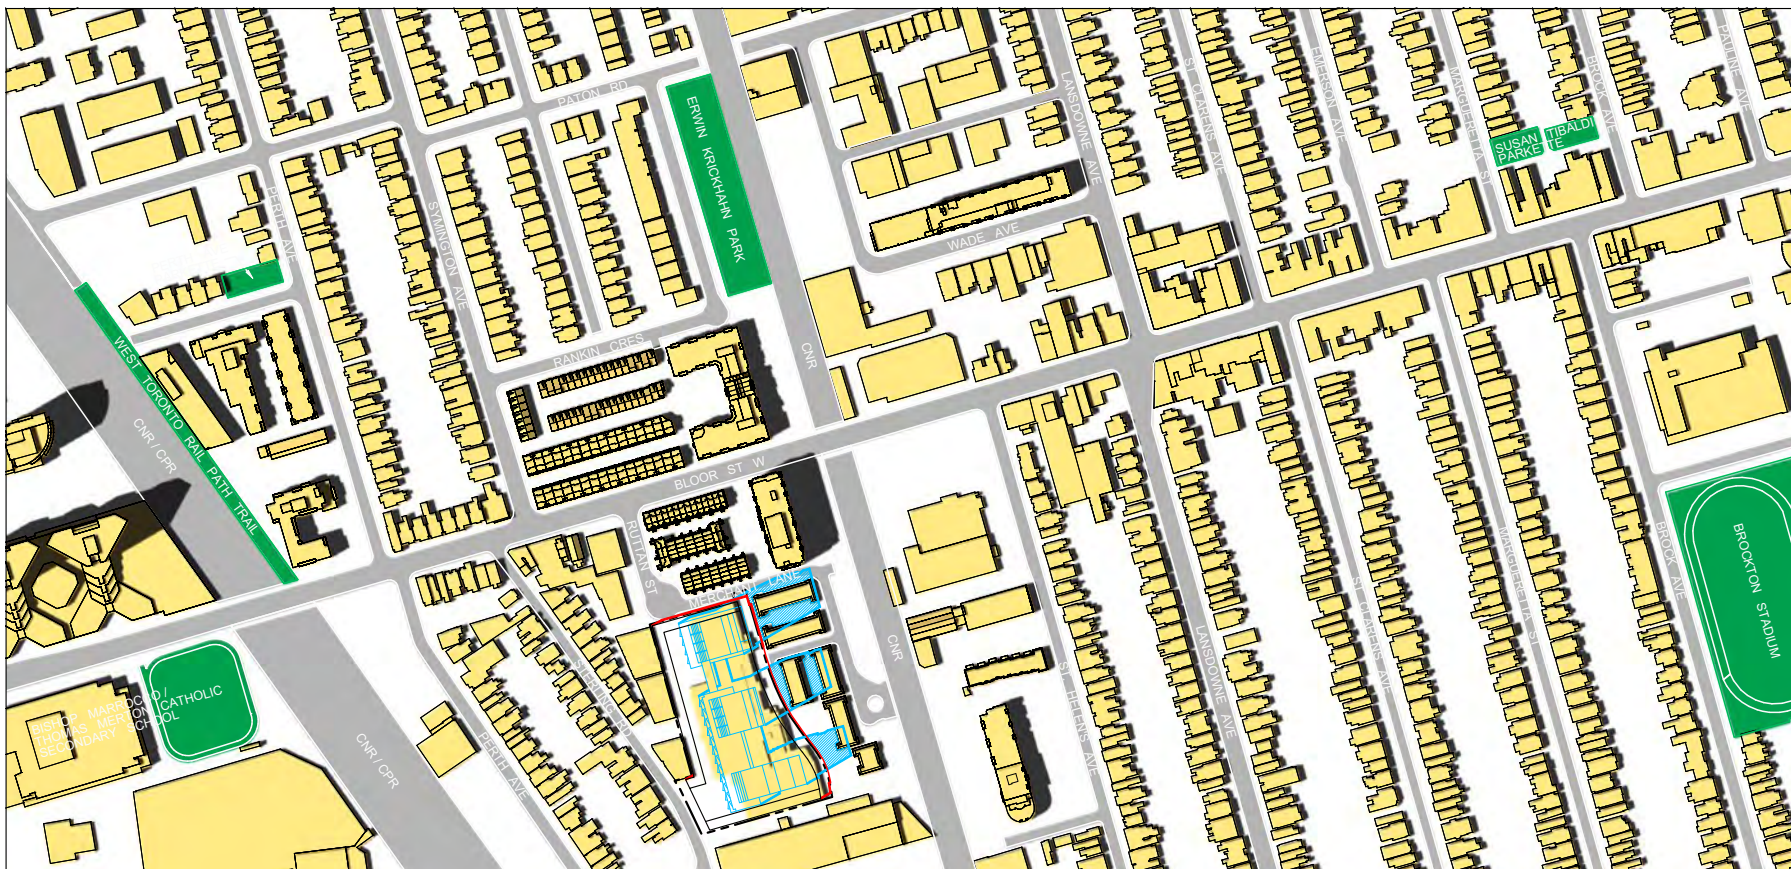 PATON RD
ERWIN KRICKHAHN PARK
LANSDOWNE AVE
ST CLARENS AVE
EMERSON AVE
MARGUERETTA ST
BROCK AVE
PAULINE AVE
SUSAN TIBALDI
PARKETTE
PERTH AVE
SYMINGTON AVE
WADE AVE
RANKIN CRES
CNR
WEST TORONTO RAIL PATH TRAIL
CNR / CPR
BLOOR ST W
RUTTAN ST
MERCHANT LANE
CNR
STERLING RD
PERTH AVE
CNR / CPR
BISHOP MARROCCO /
THOMAS MERTON CATHOLIC
SECONDARY SCHOOL
ST HELENS AVE
LANSDOWNE AVE
ST CLARENS AVE
MARGUERETTA ST
BROCK AVE
BROCKTON STADIUM